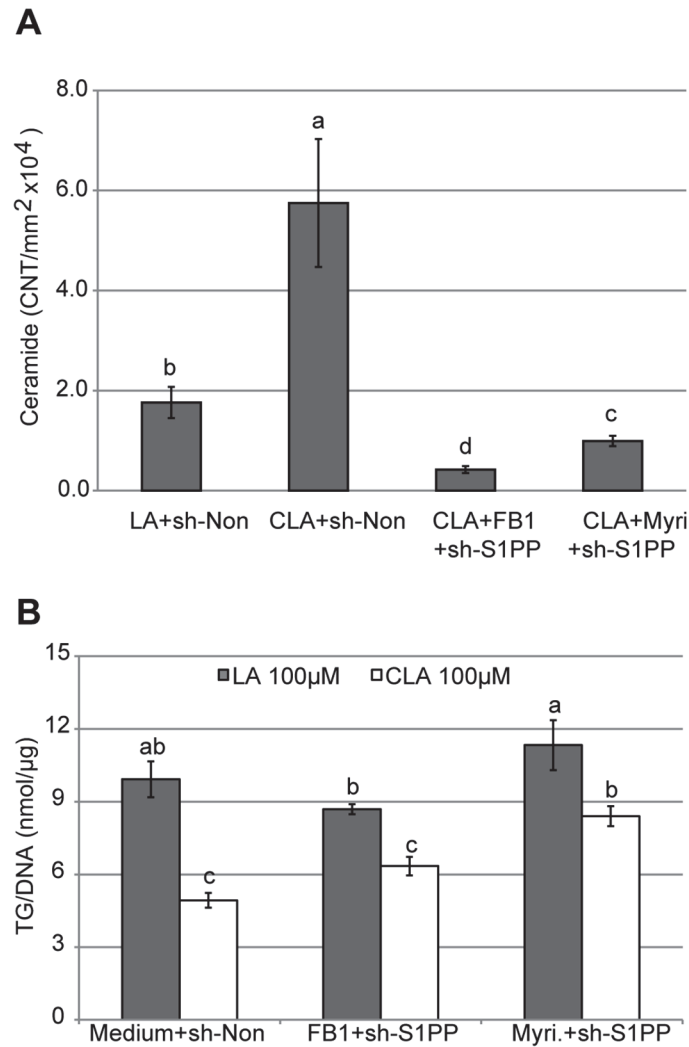 A
Ceramide (CNT/mm2 x104)
8.0
6.0
4.0
2.0
0.0
a
b
c
d
LA+sh-Non
CLA+sh-Non
CLA+FB1
+sh-S1PP
CLA+Myri
+sh-S1PP
B
TG/DNA (nmol/µg)
15
12
9
6
3
0
LA 100µM
CLA 100µM
ab
c
b
c
a
b
Medium+sh-Non
FB1+sh-S1PP
Myri.+sh-S1PP